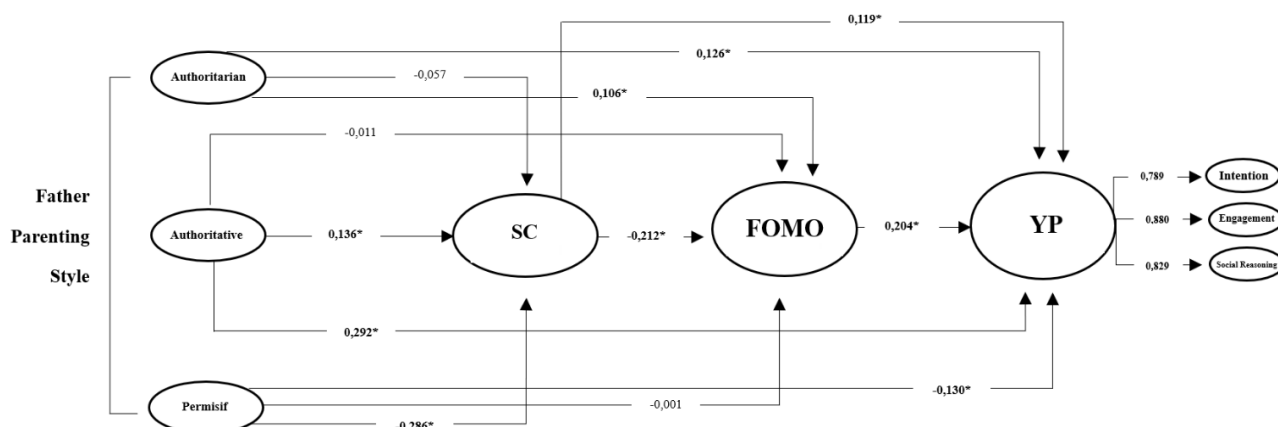 0,119*
0,126*
Authoritarian
-0,057
0,106*
-0,011
Father
Parenting
Style
Authoritative
0,136*
SC
-0,212*
FOMO
0,204*
YP
0,789
Intention
0,880
Engagement
0,829
Social Reasoning
0,292*
Permisif
-0,130*
-0,001
-0,286*